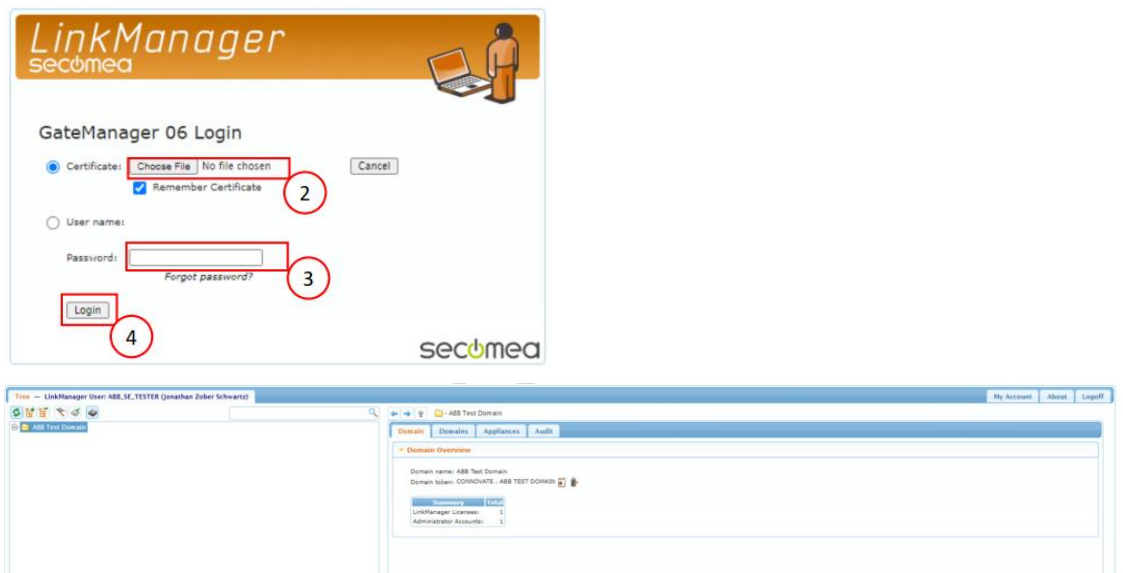 LinkManager
secomea
GateManager 06 Login
Certificate: Choose File No file chosen Cancel
Remember Certificate
2
User name:
Password:
Forgot password?
3
Login
4
secomea
Tree — LinkManager User: ABB_SE_TESTER (Jonathan Zober Schwartz) My Account About Logoff
- ABB Test Domain
ABB Test Domain
Domain Domains Appliances Audit
Domain Overview
Domain name: ABB Test Domain
Domain token: CONNOVATE . ABB TEST DOMAIN
Summary Total
LinkManager Licenses: 1
Administrator Accounts: 1